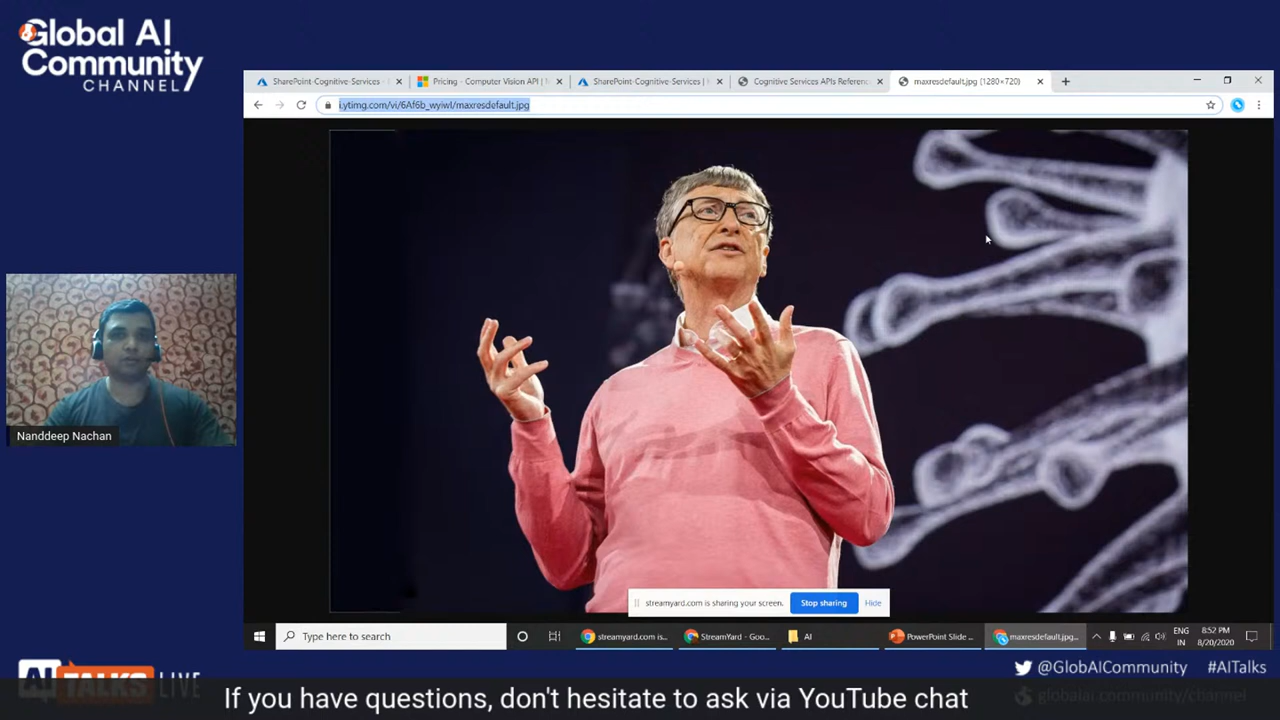 Global AI
Community
CHANNEL
SharePoint-Cognitive-Services -
Pricing - Computer Vision API |
SharePoint-Cognitive-Services |
Cognitive Services APIs Referenc
maxresdefault.jpg (1280×720)
i.ytimg.com/vi/6Af6b_wyiwI/maxresdefault.jpg
Nanddeep Nachan
streamyard.com is sharing your screen.
Stop sharing
Hide
Type here to search
streamyard.com is...
StreamYard - Goo...
AI
PowerPoint Slide ...
maxresdefault.jpg...
ENG
IN
8:52 PM
8/20/2020
AI TALKS LIVE
@GlobAICommunity #AITalks
globalai.community/channel
If you have questions, don't hesitate to ask via YouTube chat